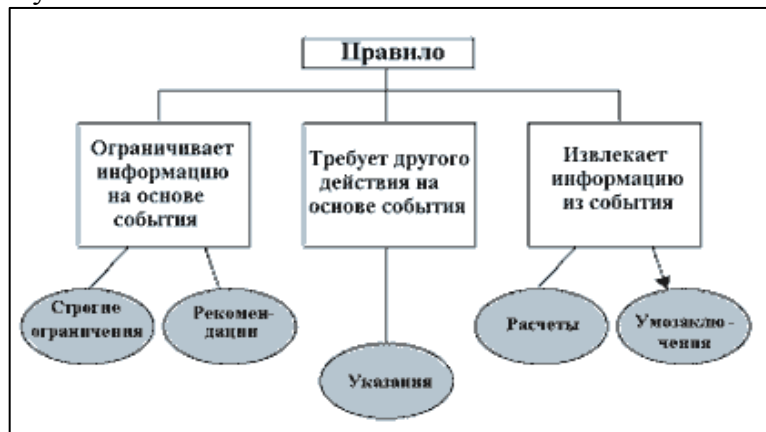 Правило
Ограничивает
информацию
на основе
события
Требует другого
действия на
основе события
Извлекает
информацию
из события
Строгие
ограничения
Рекомен-
дации
Указания
Расчеты
Умозаклю-
чения